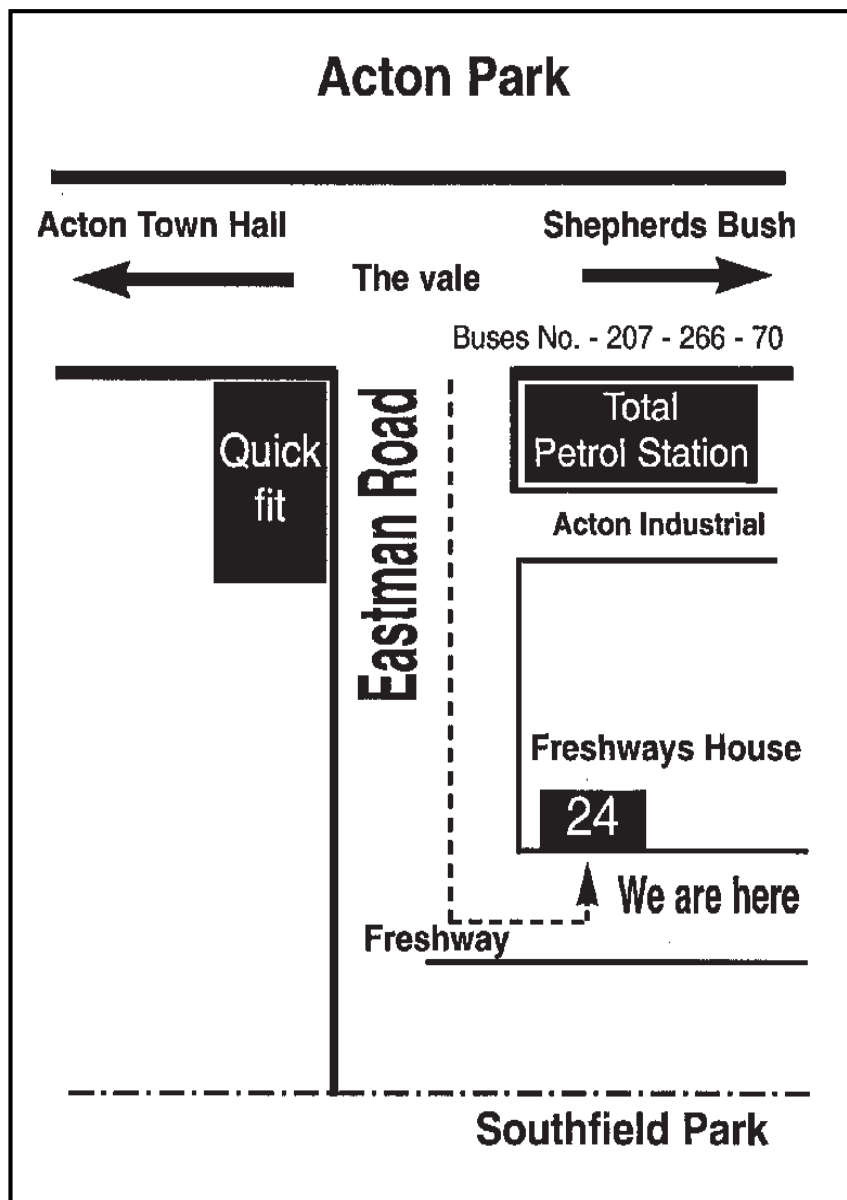 Acton Park
Acton Town Hall
Shepherds Bush
The vale
Buses No. - 207 - 266 - 70
Quick
fit
Eastman Road
Total
Petrol Station
Acton Industrial
Freshways House
24
We are here
Freshway
Southfield Park